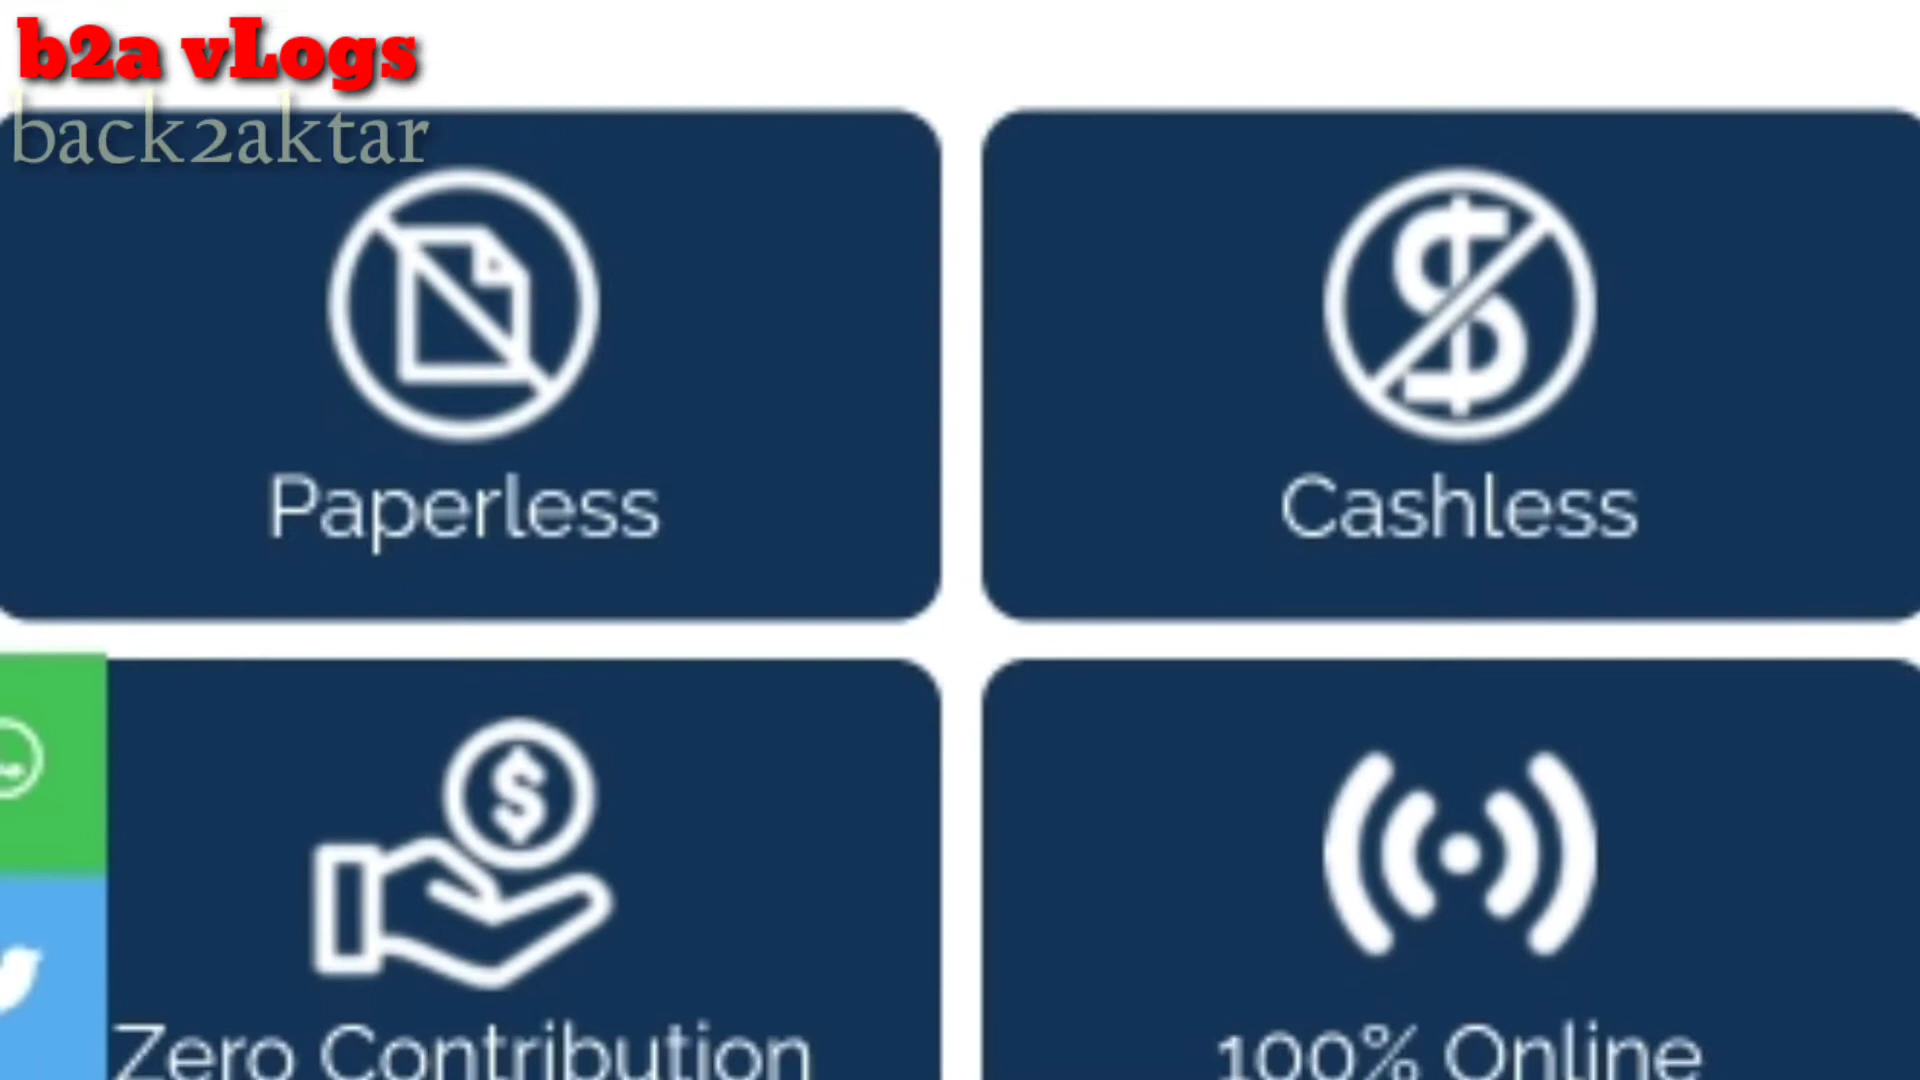 b2a vLogs
back2aktar
Paperless
Cashless
Zero Contribution
100% Online